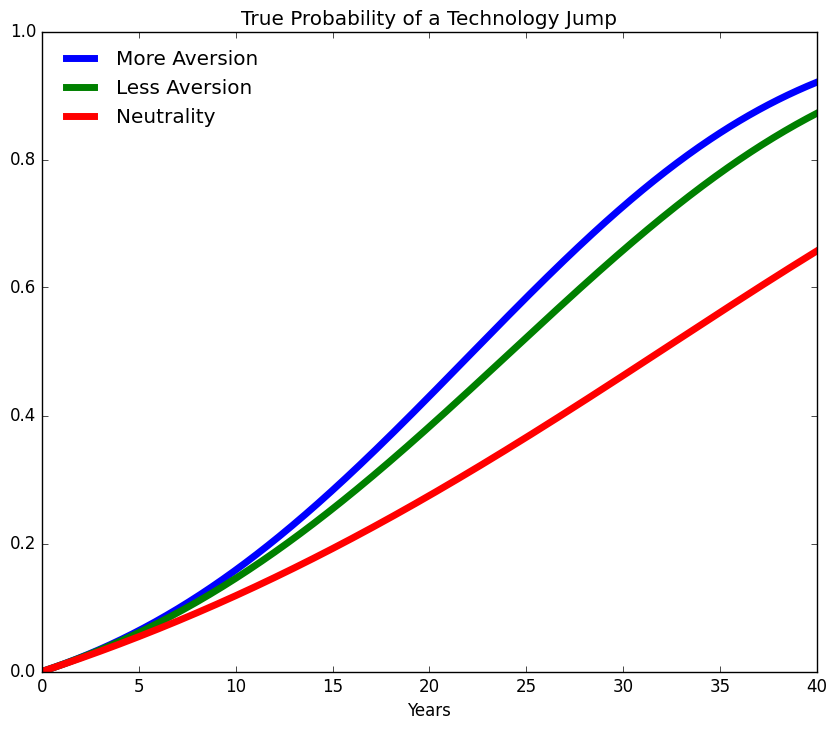 True Probability of a Technology Jump
1.0
More Aversion
Less Aversion
Neutrality
0.8
0.6
0.4
0.2
0.0
0 5 10 15 20 25 30 35 40
Years